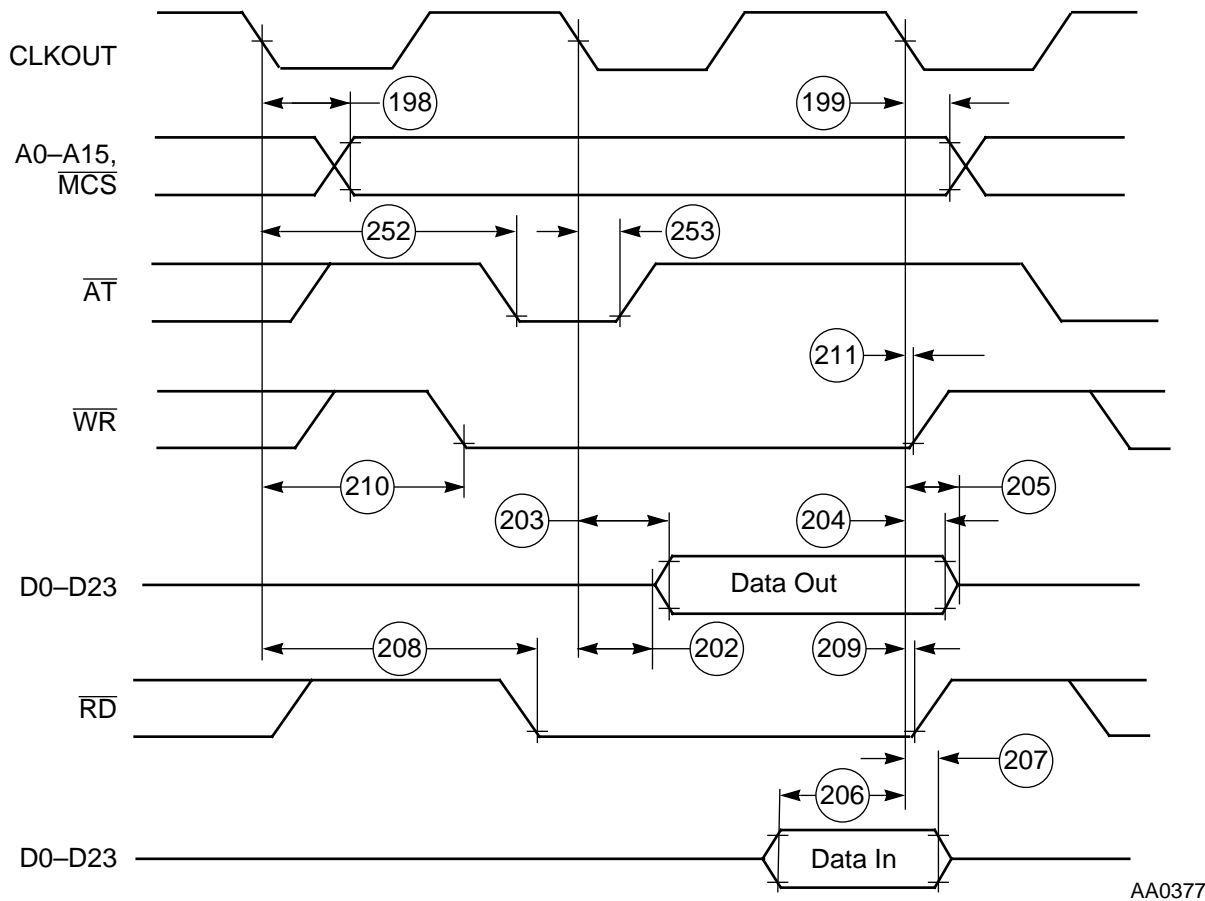 CLKOUT
198
199
A0–A15,
MCS
252
253
AT
211
WR
210
205
203
204
D0–D23
Data Out
208
202
209
RD
207
206
D0–D23
Data In
AA0377